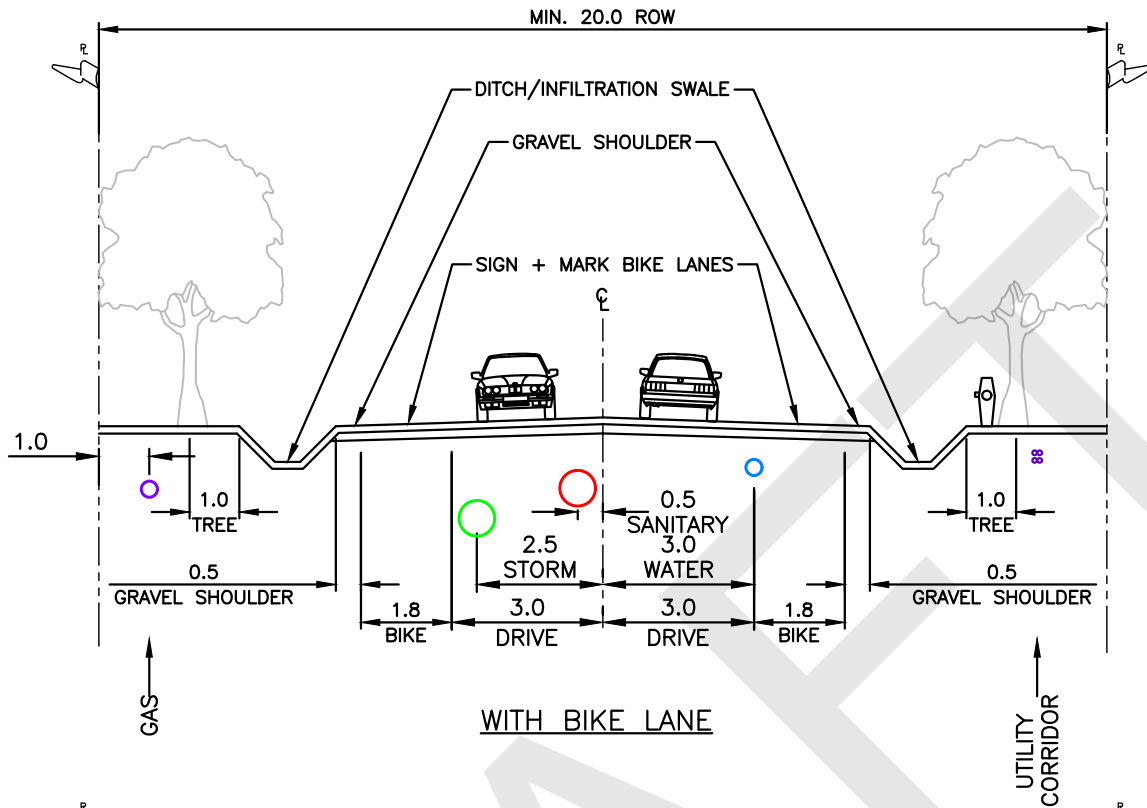 MIN. 20.0 ROW
PL
PL
DITCH/INFILTRATION SWALE
GRAVEL SHOULDER
SIGN + MARK BIKE LANES
CL
1.0
1.0
TREE
0.5
SANITARY
1.0
TREE
2.5
STORM
3.0
WATER
0.5
GRAVEL SHOULDER
0.5
GRAVEL SHOULDER
1.8
BIKE
3.0
DRIVE
3.0
DRIVE
1.8
BIKE
GAS
WITH BIKE LANE
UTILITY
CORRIDOR